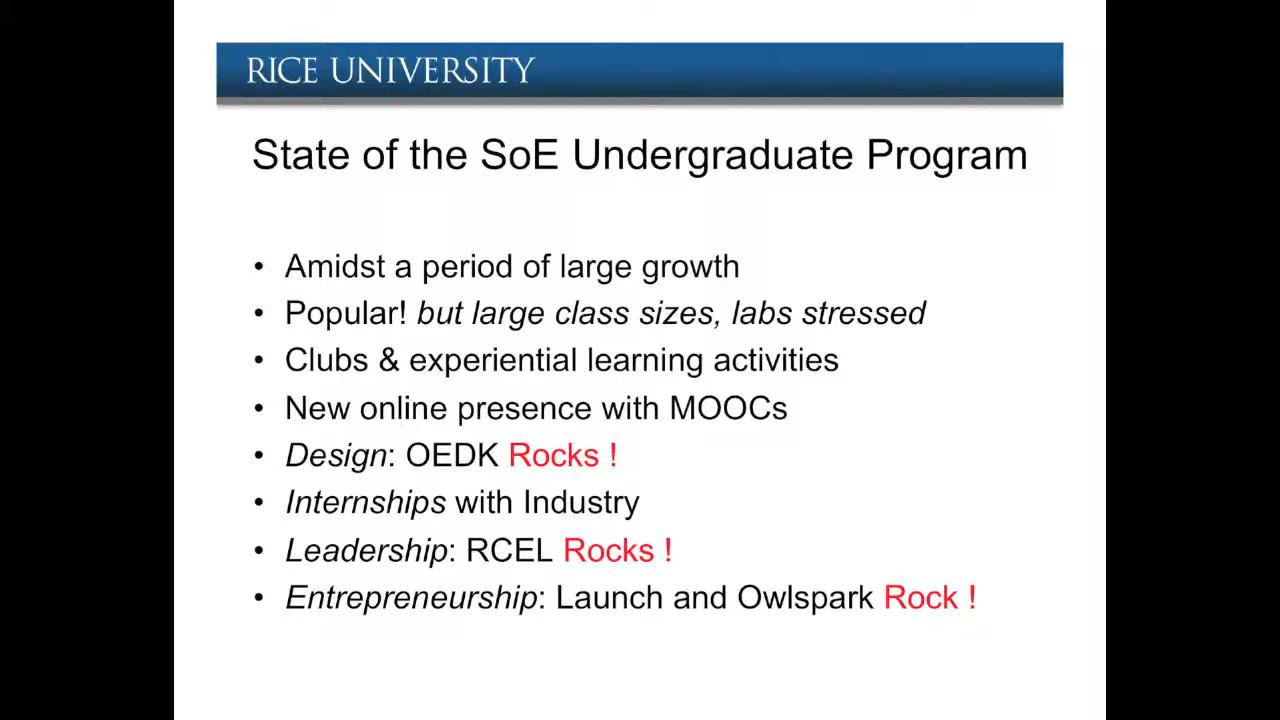 RICE UNIVERSITY
State of the SoE Undergraduate Program
• Amidst a period of large growth
• Popular! but large class sizes, labs stressed
• Clubs & experiential learning activities
• New online presence with MOOCs
• Design: OEDK Rocks !
• Internships with Industry
• Leadership: RCEL Rocks !
• Entrepreneurship: Launch and Owlspark Rock !